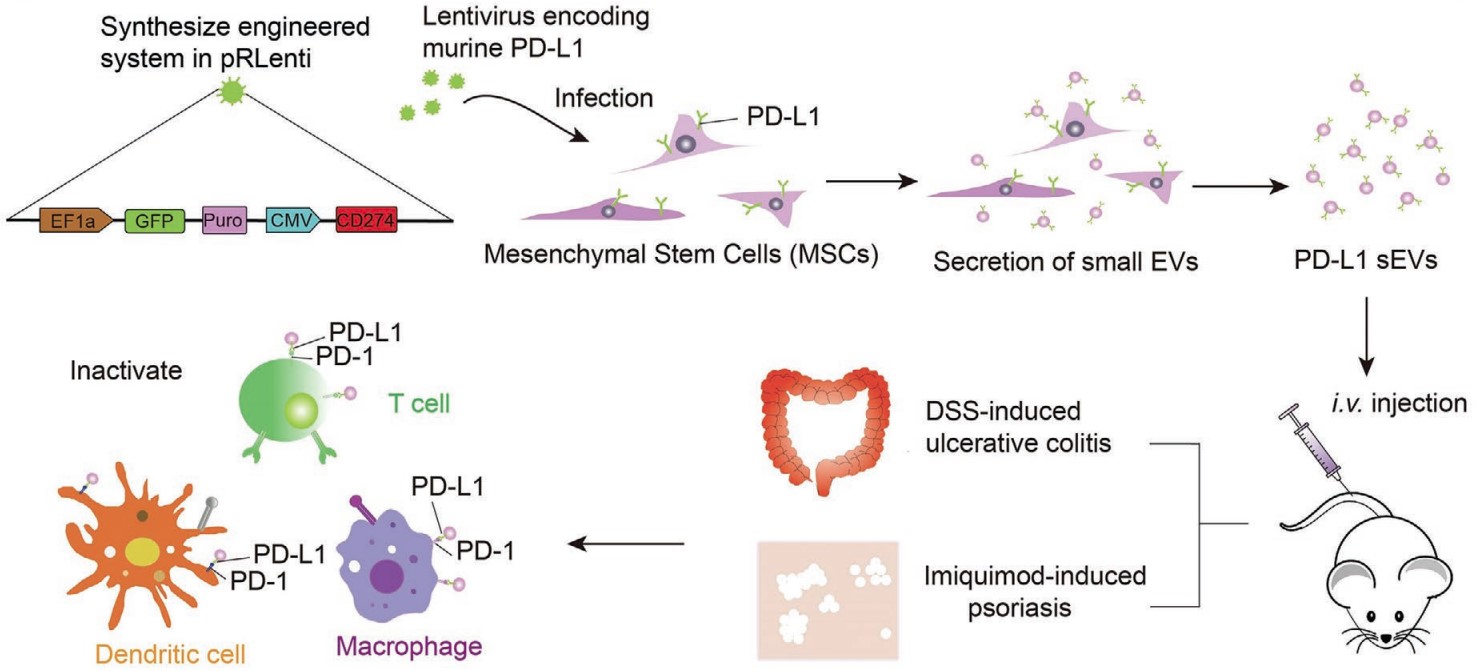 Synthesize engineered
system in pRLenti
Lentivirus encoding
murine PD-L1
Infection
PD-L1
EF1a
GFP
Puro
CMV
CD274
Mesenchymal Stem Cells (MSCs)
Secretion of small EVs
PD-L1 sEVs
i.v. injection
DSS-induced
ulcerative colitis
Imiquimod-induced
psoriasis
Inactivate
PD-L1
PD-1
T cell
PD-L1
PD-1
Dendritic cell
PD-L1
PD-1
Macrophage